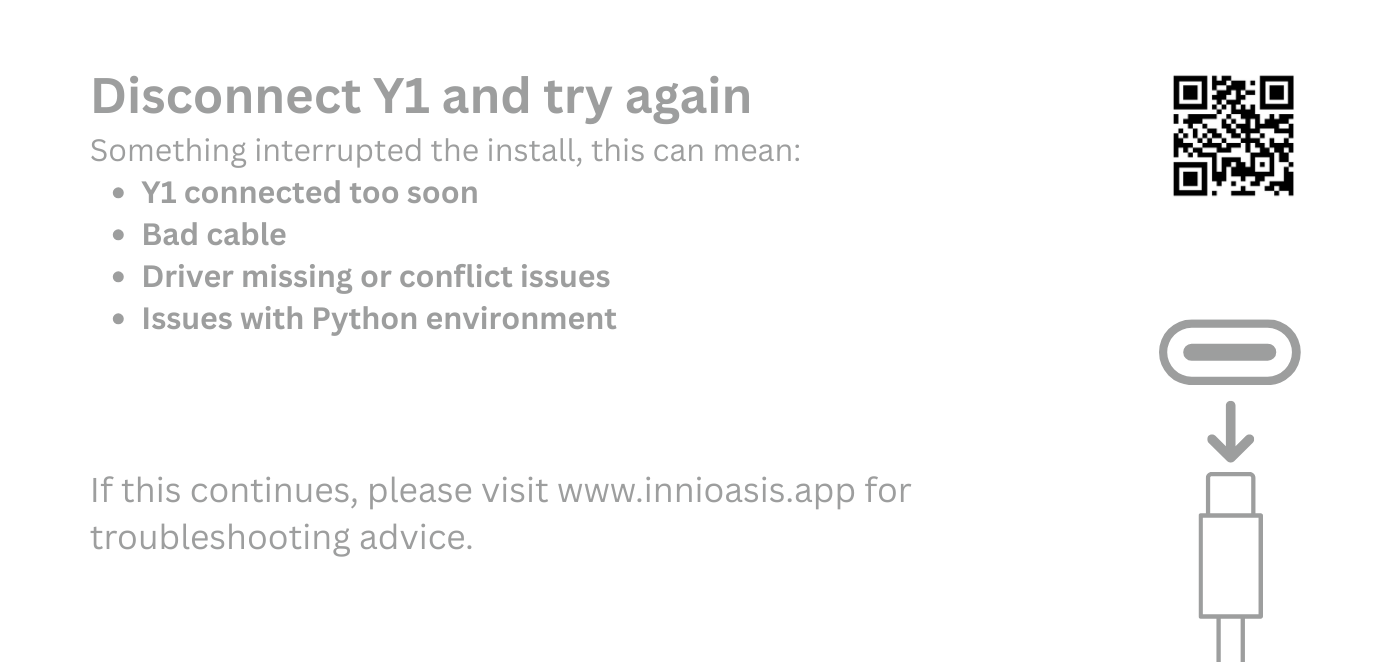 Disconnect Y1 and try again
Something interrupted the install, this can mean:
• Y1 connected too soon
• Bad cable
• Driver missing or conflict issues
• Issues with Python environment
If this continues, please visit www.innioasis.app for
troubleshooting advice.